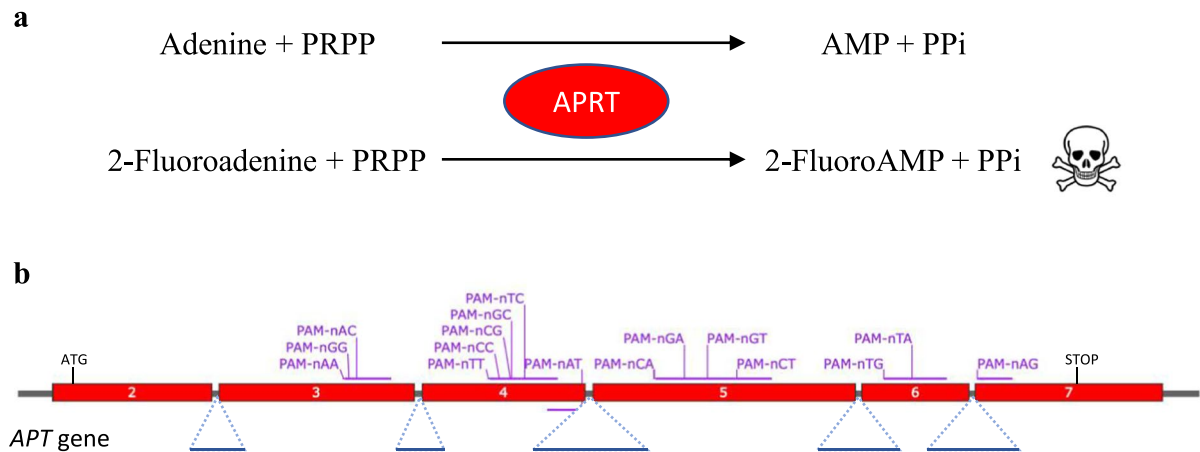 a
Adenine + PRPP AMP + PPi
APRT
2-Fluoroadenine + PRPP 2-FluoroAMP + PPi
b
PAM-nTC
PAM-nGC
PAM-nAC PAM-nCG PAM-nGA PAM-nGT PAM-nTA
PAM-nGG PAM-nCC
ATG PAM-nAA PAM-nTT PAM-nAT PAM-nCA PAM-nCT PAM-nTG PAM-nAG STOP
2 3 4 5 6 7
APT gene